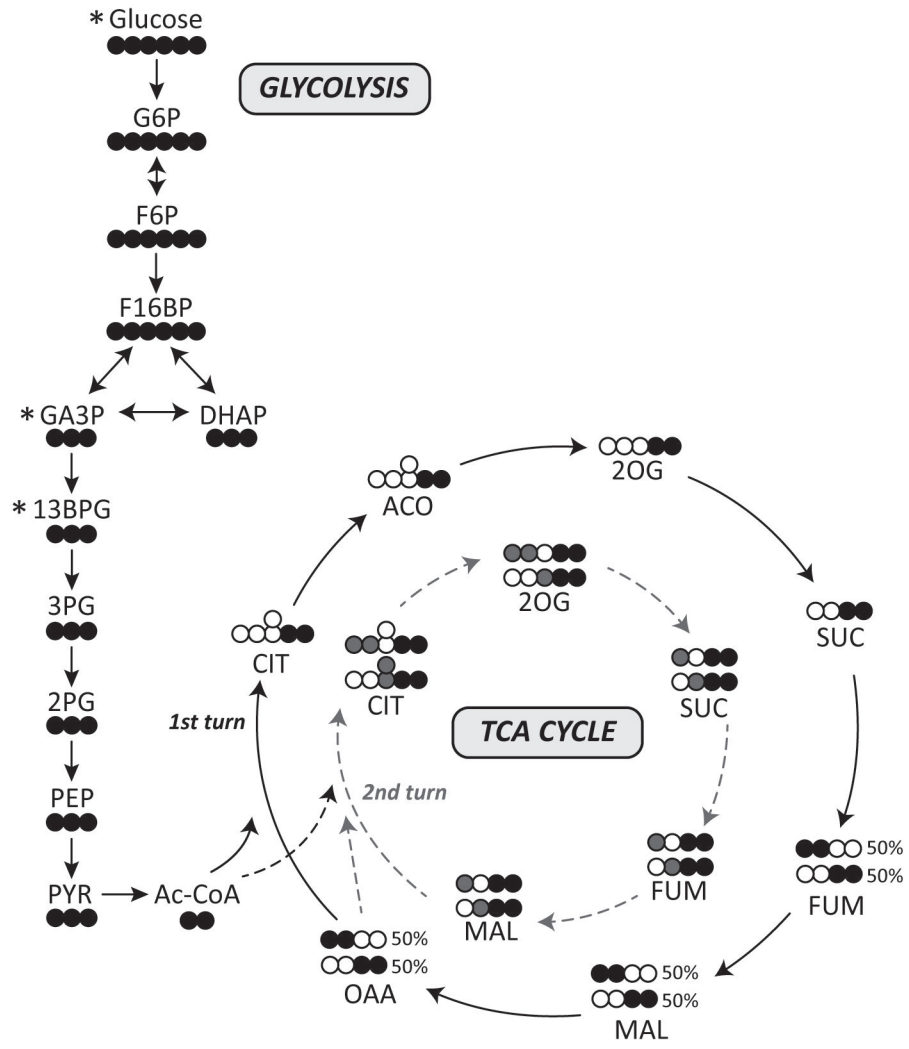 * Glucose
GLYCOLYSIS
G6P
F6P
F16BP
* GA3P
DHAP
* 13BPG
3PG
2PG
PEP
PYR
Ac-CoA
1st turn
CIT
ACO
2OG
SUC
50%
50%
FUM
50%
50%
MAL
50%
50%
OAA
2nd turn
CIT
2OG
SUC
FUM
MAL
TCA CYCLE